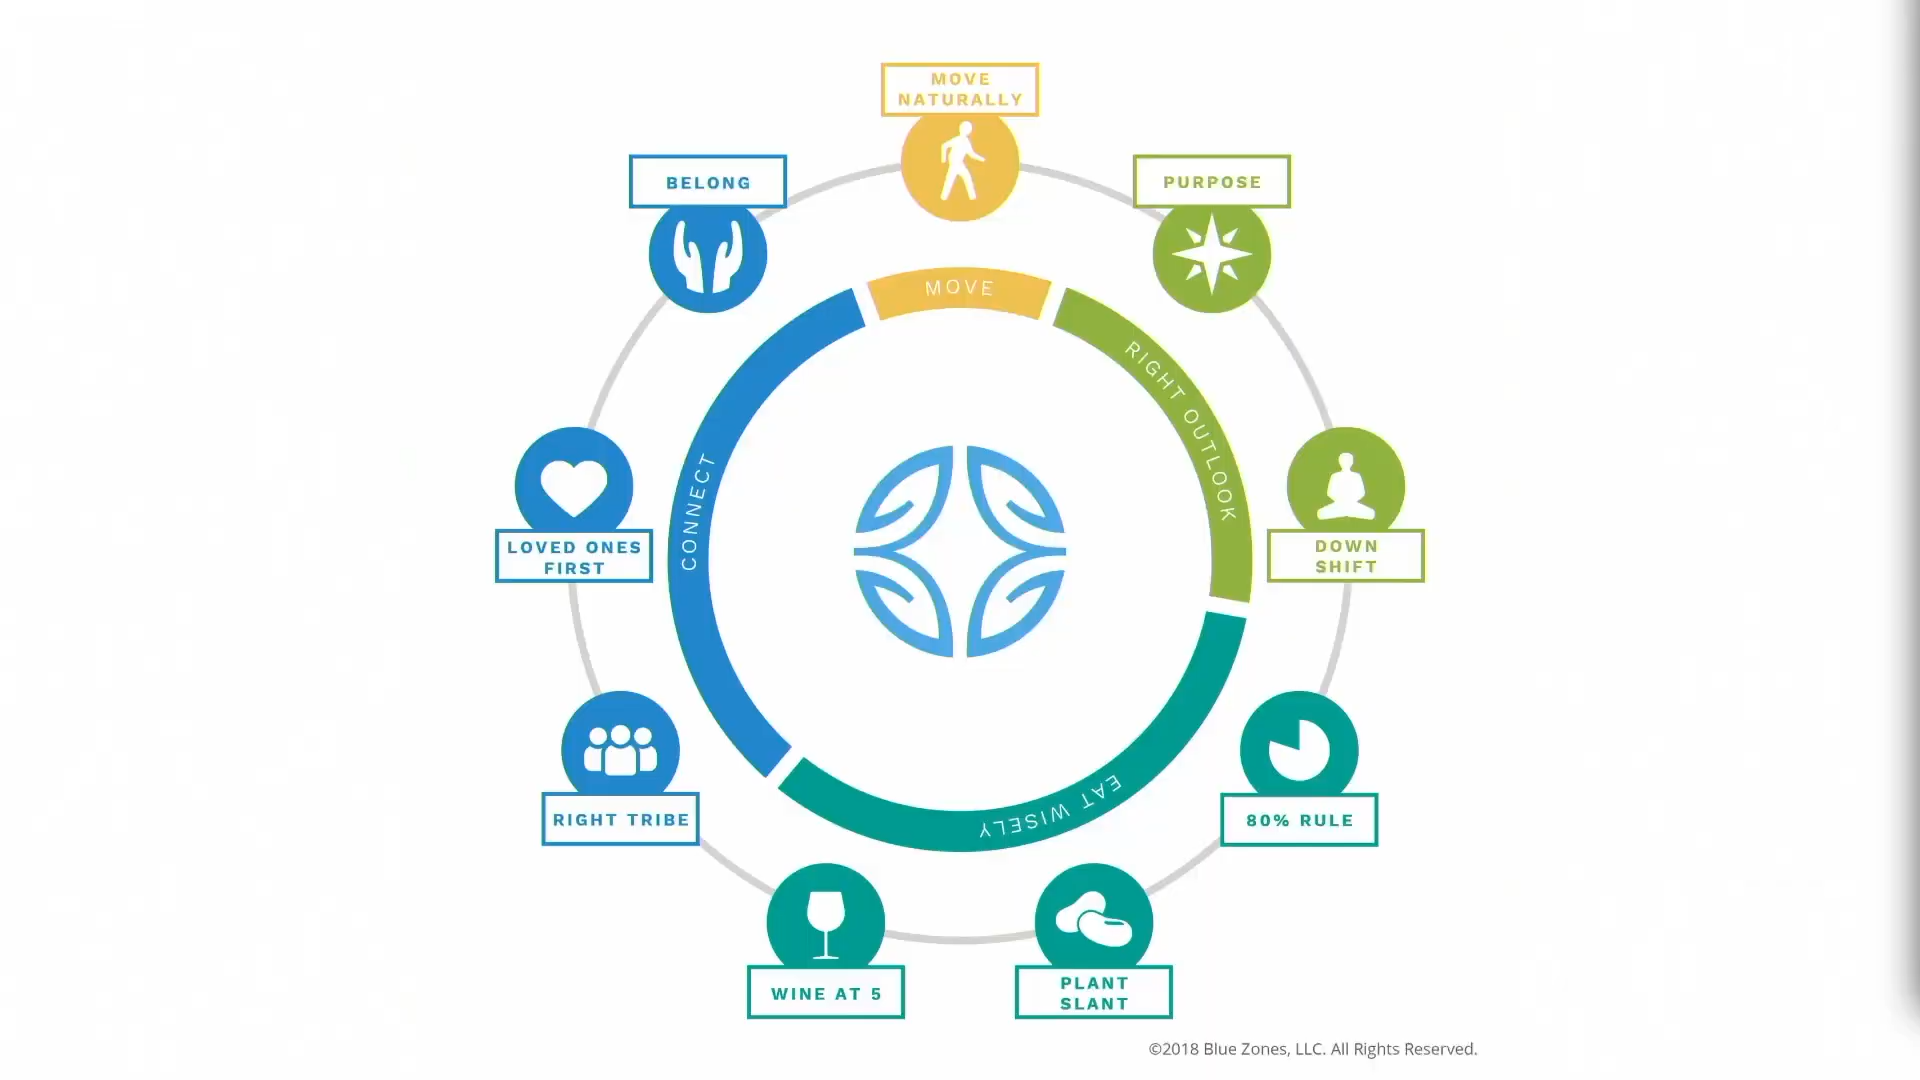 MOVE
NATURALLY
BELONG
PURPOSE
MOVE
RIGHT OUTLOOK
CONNECT
LOVED ONES
FIRST
DOWN
SHIFT
EAT WISELY
RIGHT TRIBE
80% RULE
WINE AT 5
PLANT
SLANT
©2018 Blue Zones, LLC. All Rights Reserved.